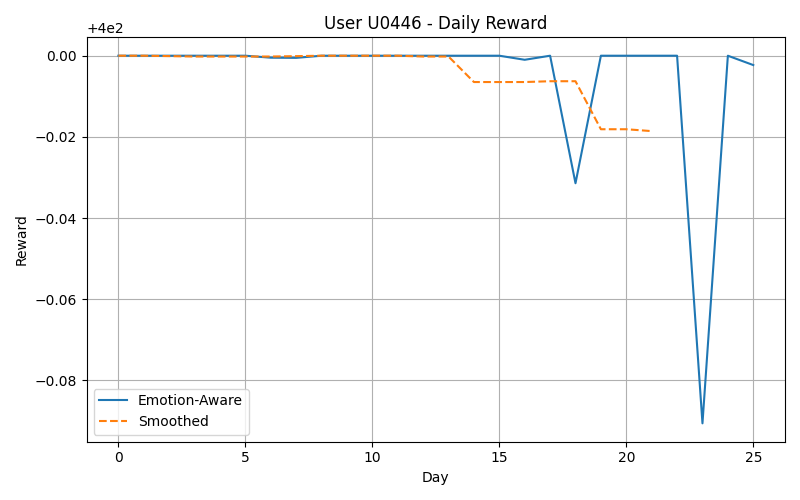 User U0446 - Daily Reward
+4e2
0.00
−0.02
−0.04
−0.06
−0.08
Reward
Emotion-Aware
Smoothed
0 5 10 15 20 25
Day